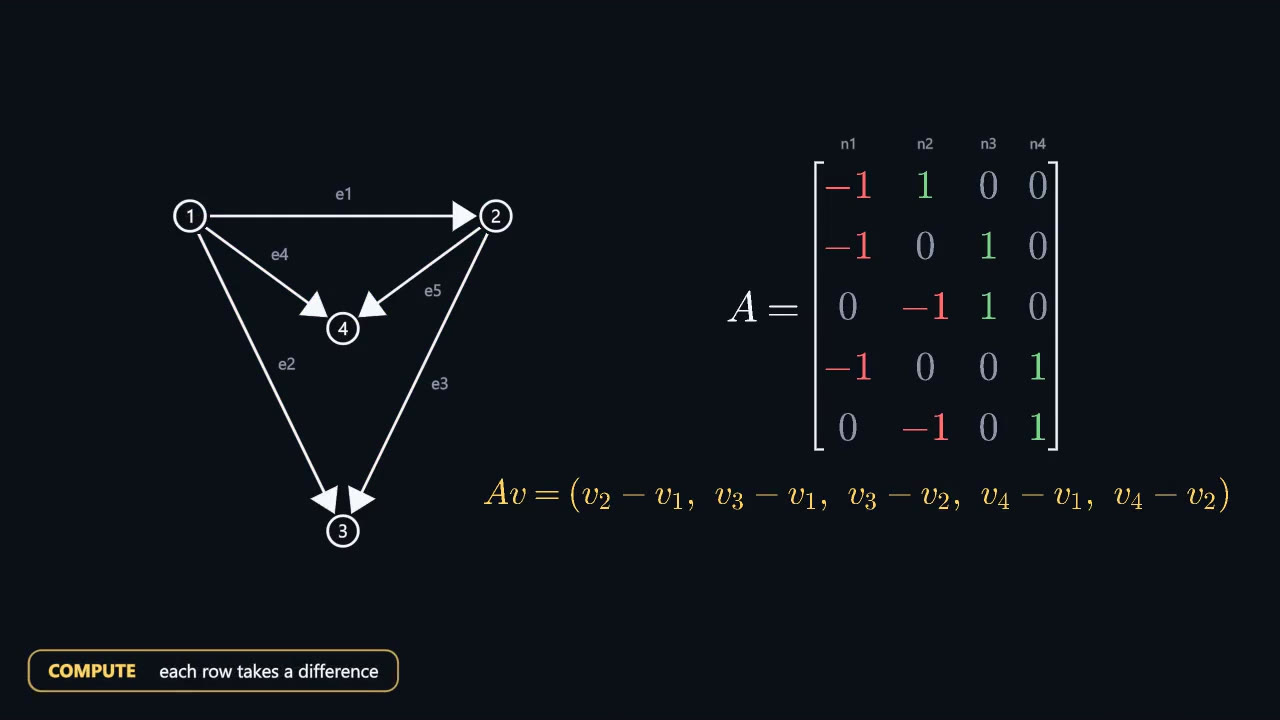 n1 n2 n3 n4
−1 1 0 0
e1
1 2
−1 0 1 0
e4
e5
A = 0 −1 1 0
4
e2
−1 0 0 1
e3
0 −1 0 1
Av = (v₂ − v₁, v₃ − v₁, v₃ − v₂, v₄ − v₁, v₄ − v₂)
3
COMPUTE each row takes a difference